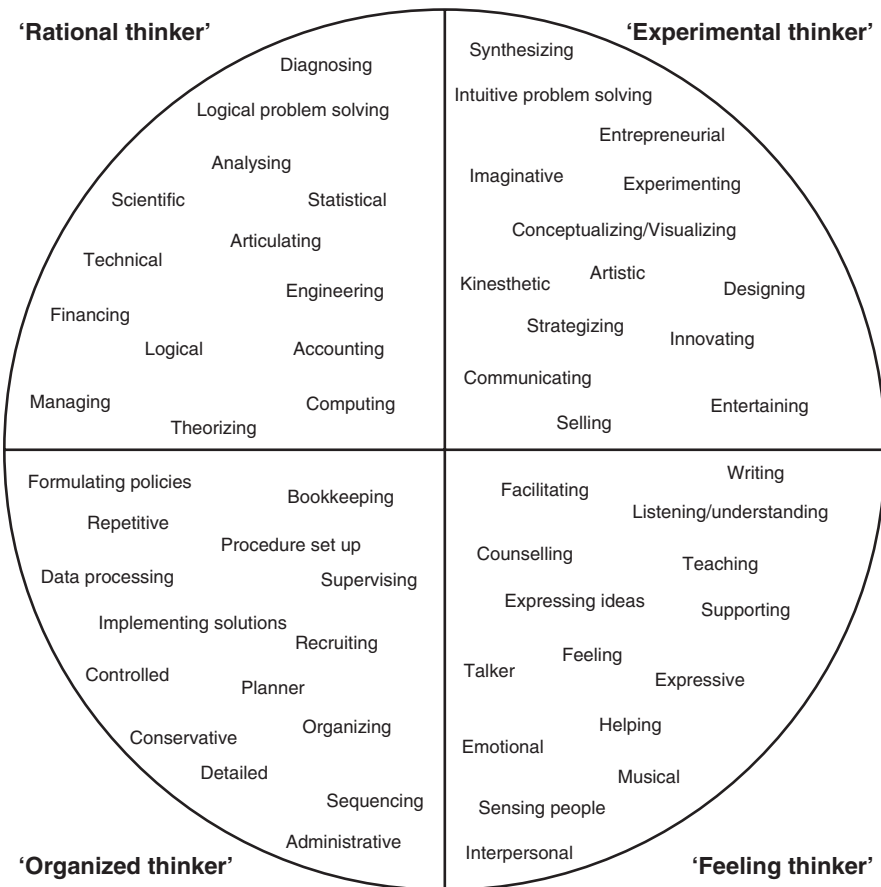 ‘Rational thinker’
Diagnosing
Logical problem solving
Analysing
Scientific
Statistical
Articulating
Technical
Engineering
Financing
Logical
Accounting
Managing
Computing
Theorizing
‘Experimental thinker’
Synthesizing
Intuitive problem solving
Entrepreneurial
Imaginative
Experimenting
Conceptualizing/Visualizing
Kinesthetic
Artistic
Designing
Strategizing
Innovating
Communicating
Entertaining
Selling
Formulating policies
Bookkeeping
Repetitive
Procedure set up
Data processing
Supervising
Implementing solutions
Recruiting
Controlled
Planner
Organizing
Conservative
Detailed
Sequencing
Administrative
‘Organized thinker’
Writing
Facilitating
Listening/understanding
Counselling
Teaching
Expressing ideas
Supporting
Feeling
Talker
Expressive
Helping
Emotional
Musical
Sensing people
Interpersonal
‘Feeling thinker’